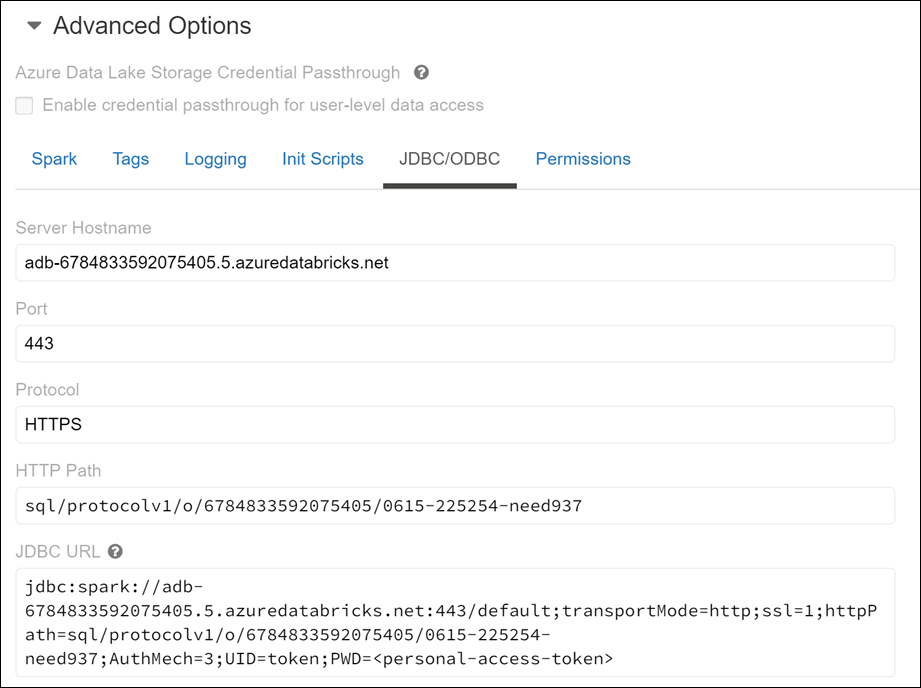 Advanced Options
Azure Data Lake Storage Credential Passthrough ?
Enable credential passthrough for user-level data access
Spark Tags Logging Init Scripts JDBC/ODBC Permissions
Server Hostname
adb-6784833592075405.5.azuredatabricks.net
Port
443
Protocol
HTTPS
HTTP Path
sql/protocolv1/o/6784833592075405/0615-225254-need937
JDBC URL ?
jdbc:spark://adb-
6784833592075405.5.azuredatabricks.net:443/default;transportMode=http;ssl=1;httpP
ath=sql/protocolv1/o/6784833592075405/0615-225254-
need937;AuthMech=3;UID=token;PWD=<personal-access-token>